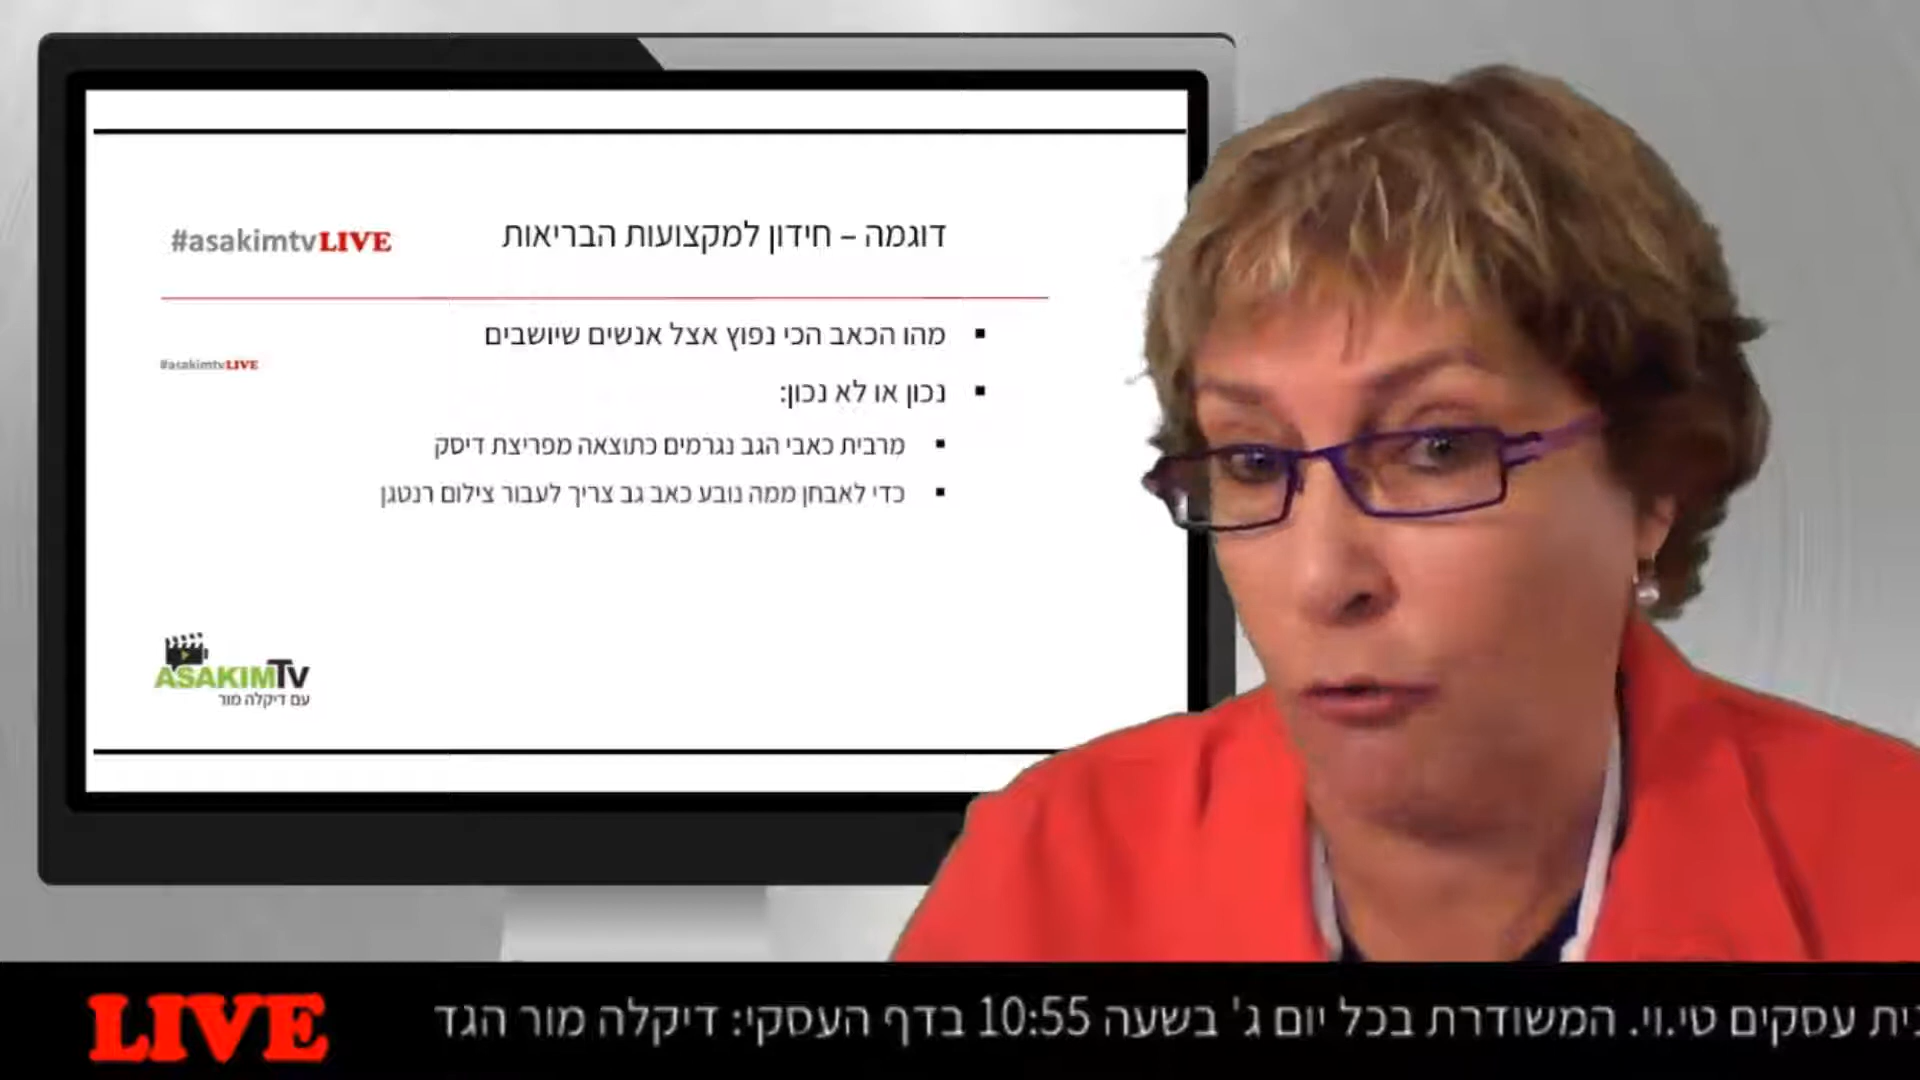 דוגמה – חידון למקצועות הבריאות
#asakimtvLIVE
▪ מהו הכאב הכי נפוץ אצל אנשים שיושבים
#asakimtvLIVE
▪ נכון או לא נכון:
▪ מרבית כאבי הגב נגרמים כתוצאה מפריצת דיסק
▪ כדי לאבחן ממה נובע כאב גב צריך לעבור צילום רנטגן
ASAKIMTV
עם דיקלה מור
LIVE
עסקים טי.וי. המשודרת בכל יום ג' בשעה 10:55 בדף העסקי: דיקלה מור הגד